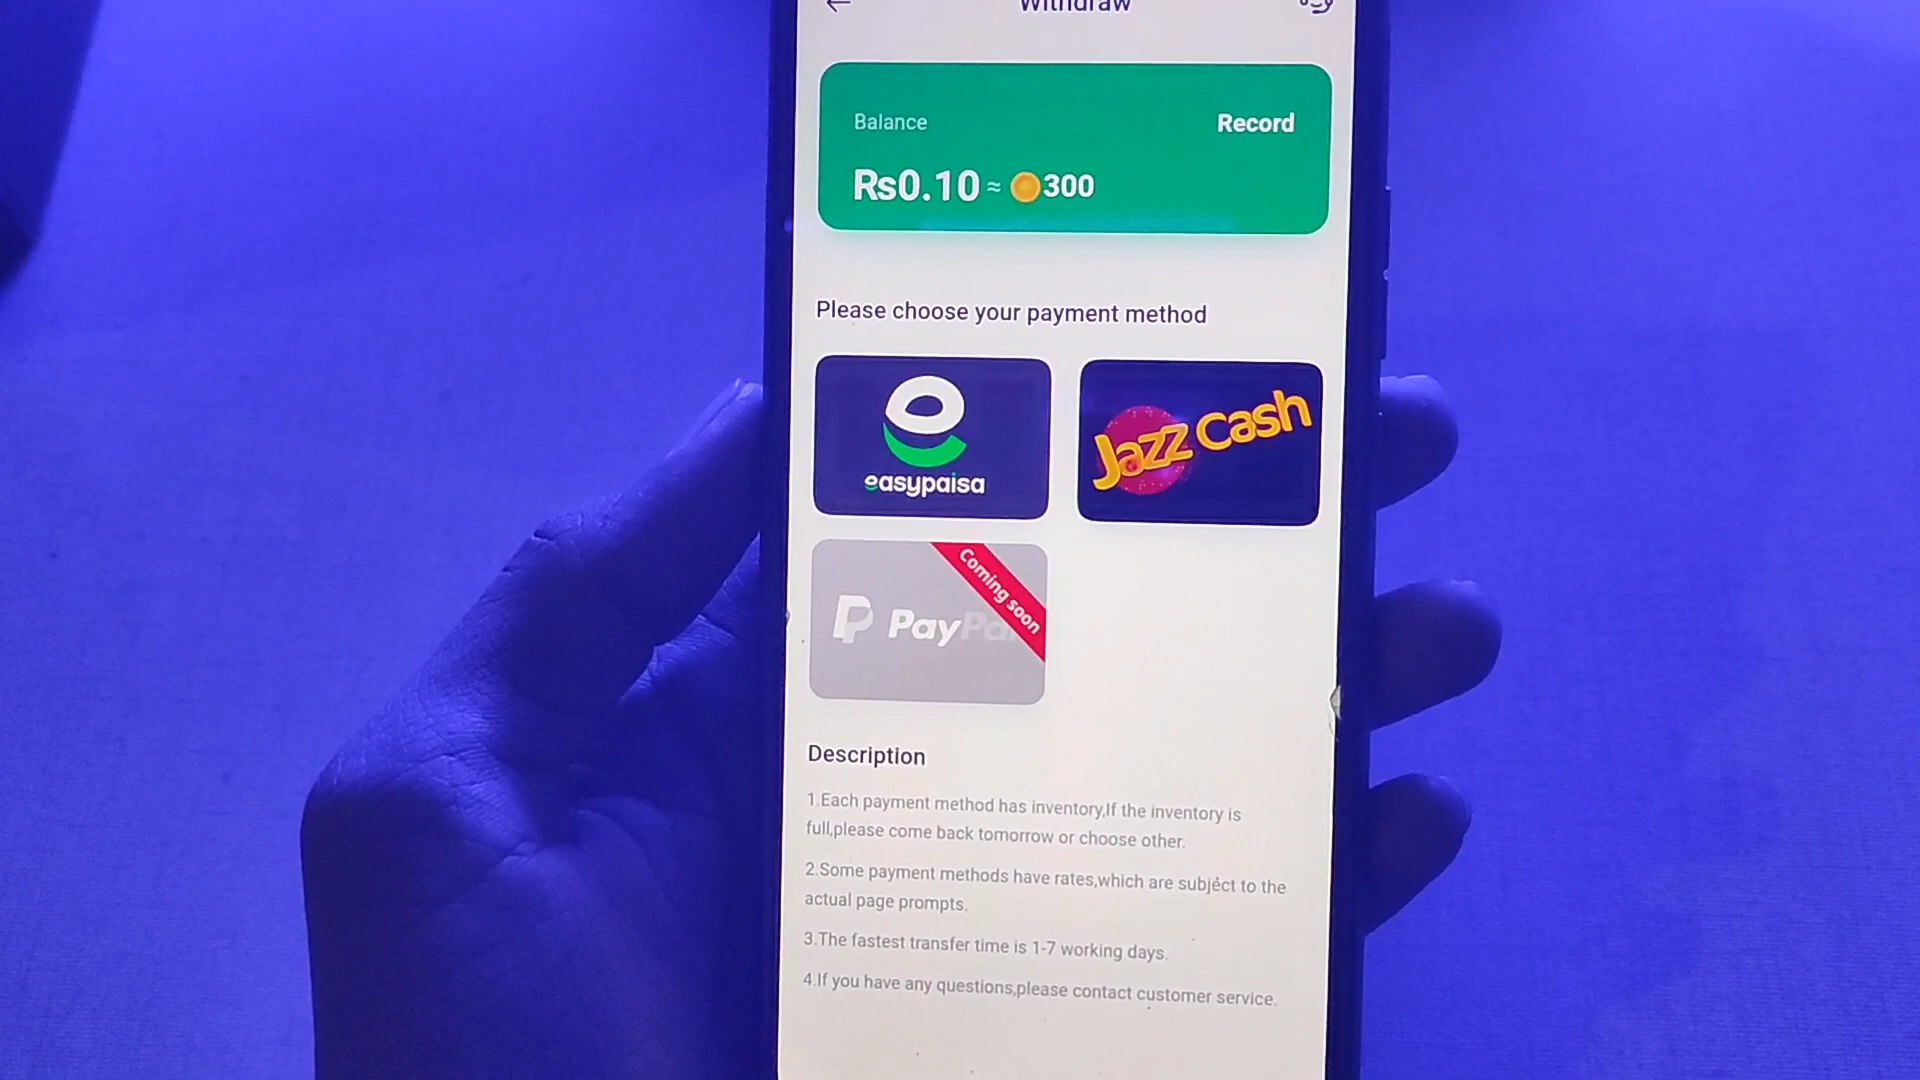 Withdraw
Balance
Record
Rs0.10 ≈ 300
Please choose your payment method
easypaisa
Jazz Cash
Coming soon
PayPal
Description
1.Each payment method has inventory,If the inventory is
full,please come back tomorrow or choose other.
2.Some payment methods have rates,which are subject to the
actual page prompts.
3.The fastest transfer time is 1-7 working days.
4.If you have any questions,please contact customer service.